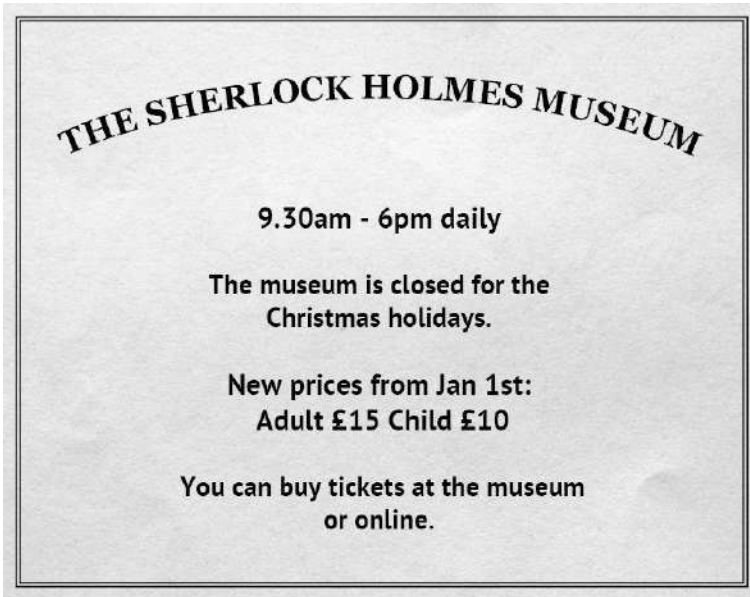 THE SHERLOCK HOLMES MUSEUM
9.30am - 6pm daily
The museum is closed for the
Christmas holidays.
New prices from Jan 1st:
Adult £15 Child £10
You can buy tickets at the museum
or online.